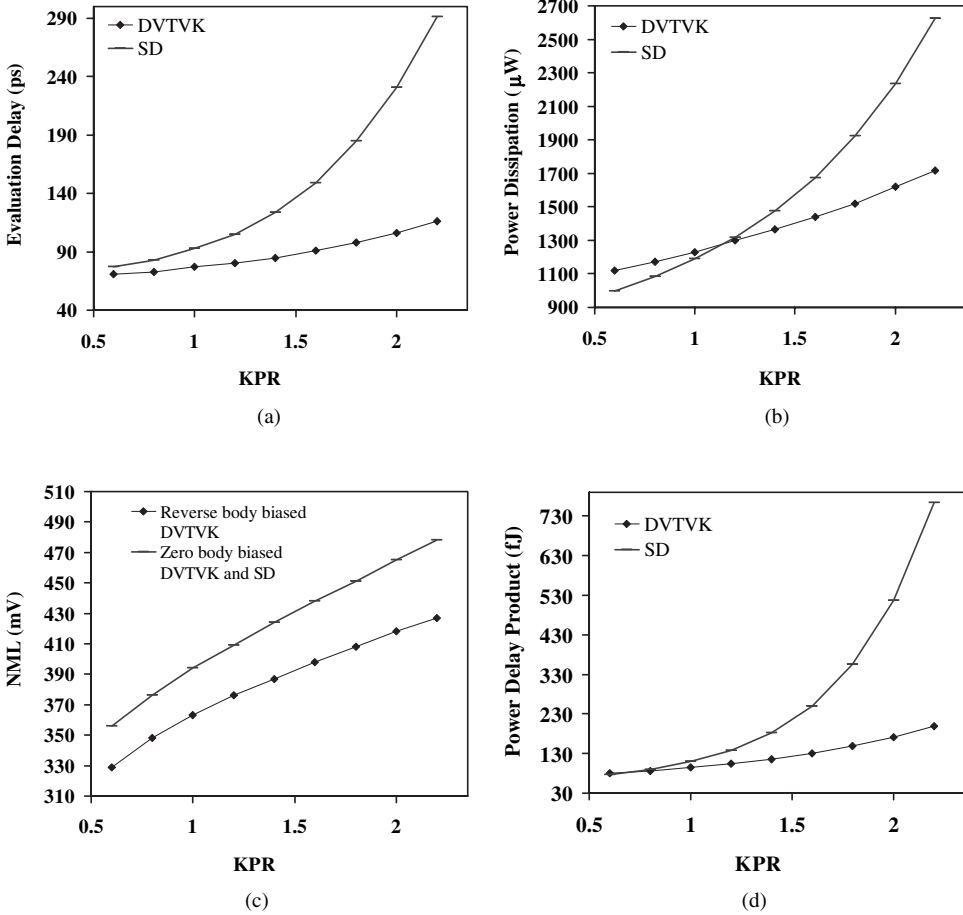 Evaluation Delay (ps)
290
240
190
140
90
40
DVTVK
SD
0.5 1 1.5 2
KPR
(a)
Power Dissipation (μW)
2700
2500
2300
2100
1900
1700
1500
1300
1100
900
DVTVK
SD
0.5 1 1.5 2
KPR
(b)
NML (mV)
510
490
470
450
430
410
390
370
350
330
310
Reverse body biased
DVTVK
Zero body biased
DVTVK and SD
0.5 1 1.5 2
KPR
(c)
Power Delay Product (fJ)
730
630
530
430
330
230
130
30
DVTVK
SD
0.5 1 1.5 2
KPR
(d)